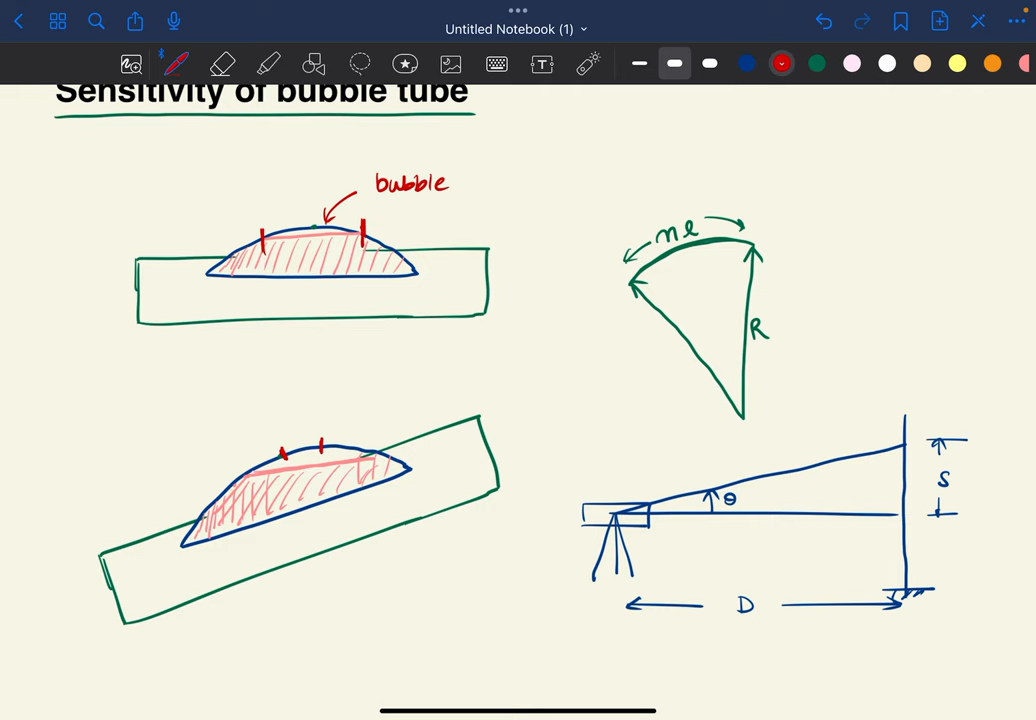 Untitled Notebook (1)
Sensitivity of bubble tube
bubble
nl
R
θ
S
D